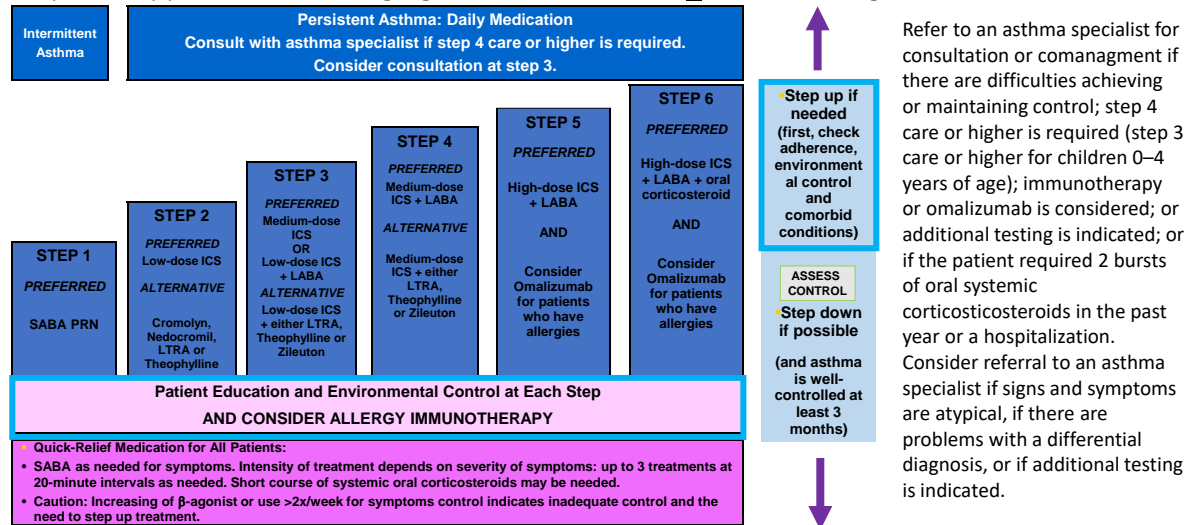 Intermittent
Asthma
Persistent Asthma: Daily Medication
Consult with asthma specialist if step 4 care or higher is required.
Consider consultation at step 3.
STEP 1
PREFERRED
SABA PRN
STEP 2
PREFERRED
Low-dose ICS
ALTERNATIVE
Cromolyn,
Nedocromil,
LTRA or
Theophylline
STEP 3
PREFERRED
Medium-dose
ICS
OR
Low-dose ICS
+ LABA
ALTERNATIVE
Low-dose ICS
+ either LTRA,
Theophylline or
Zileuton
STEP 4
PREFERRED
Medium-dose
ICS + LABA
ALTERNATIVE
Medium-dose
ICS + either
LTRA,
Theophylline
or Zileuton
STEP 5
PREFERRED
High-dose ICS
+ LABA
AND
Consider
Omalizumab
for patients
who have
allergies
STEP 6
PREFERRED
High-dose ICS
+ LABA + oral
corticosteroid
AND
Consider
Omalizumab
for patients
who have
allergies
Patient Education and Environmental Control at Each Step
AND CONSIDER ALLERGY IMMUNOTHERAPY
• Quick-Relief Medication for All Patients:
• SABA as needed for symptoms. Intensity of treatment depends on severity of symptoms: up to 3 treatments at
20-minute intervals as needed. Short course of systemic oral corticosteroids may be needed.
• Caution: Increasing of β-agonist or use >2x/week for symptoms control indicates inadequate control and the
need to step up treatment.
•Step up if
needed
(first, check
adherence,
environment
al control
and
comorbid
conditions)
ASSESS
CONTROL
•Step down
if possible
(and asthma
is well-
controlled at
least 3
months)
Refer to an asthma specialist for
consultation or comanagment if
there are difficulties achieving
or maintaining control; step 4
care or higher is required (step 3
care or higher for children 0–4
years of age); immunotherapy
or omalizumab is considered; or
additional testing is indicated; or
if the patient required 2 bursts
of oral systemic
corticosticosteroids in the past
year or a hospitalization.
Consider referral to an asthma
specialist if signs and symptoms
are atypical, if there are
problems with a differential
diagnosis, or if additional testing
is indicated.